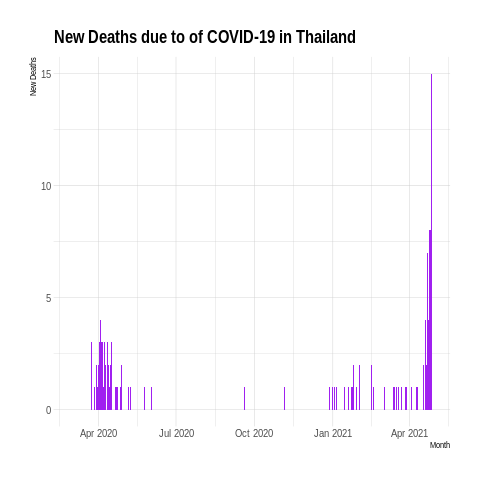 New Deaths due to of COVID-19 in Thailand
New Deaths
15
10
5
0
Apr 2020 Jul 2020 Oct 2020 Jan 2021 Apr 2021
Month